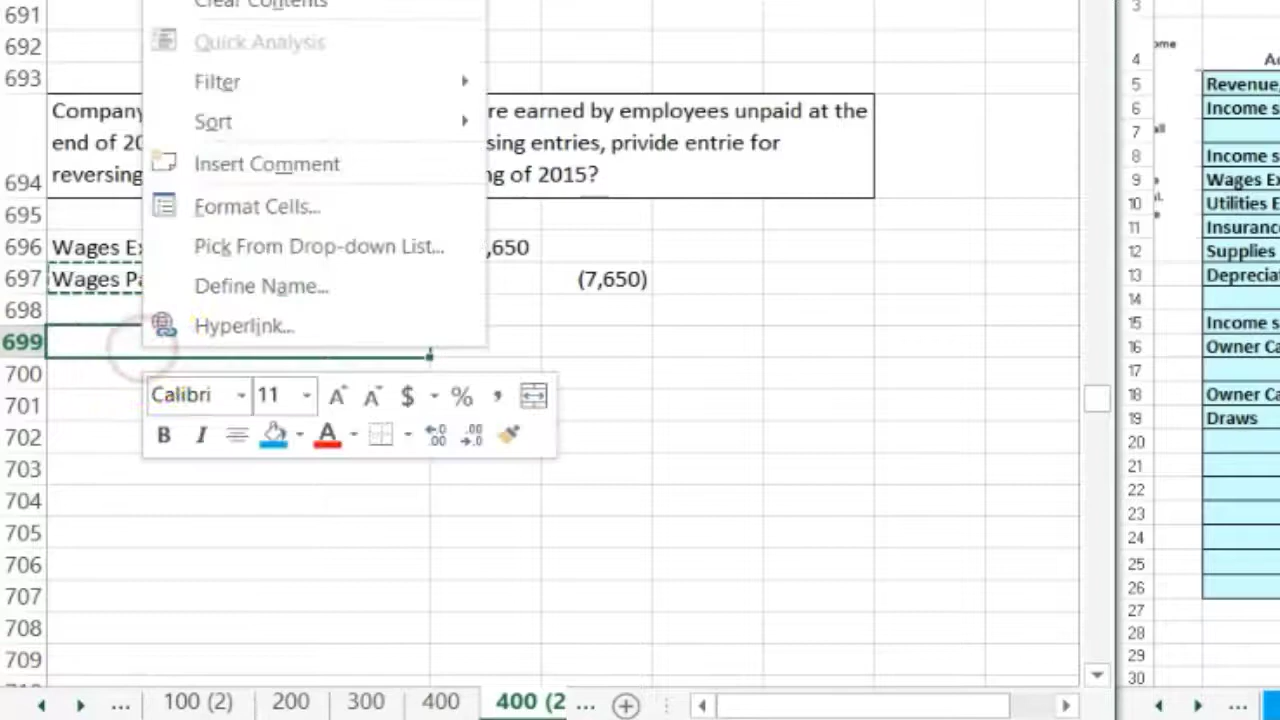 691
Clear Contents
692
Quick Analysis
693
Filter
Company
re earned by employees unpaid at the
Sort
end of 20
sing entries, privide entrie for
Insert Comment
694
reversing
ng of 2015?
695
Format Cells...
696
Wages Ex
,650
Pick From Drop-down List...
697
Wages Pa
(7,650)
Define Name...
698
Hyperlink...
699
700
Calibri
11
A
A
$
%
,
701
702
B
I
A
.00
.00
703
704
705
706
707
708
709
...
100 (2)
200
300
400
400 (2
...
3
ome
4
Ac
5
Revenue,
6
Income s
7
8
Income s
9
Wages Ex
10
Utilities E
11
Insurance
12
Supplies
13
Depreciat
14
15
Income s
16
Owner Ca
17
18
Owner Ca
19
Draws
20
21
22
23
24
25
26
27
28
29
30
...